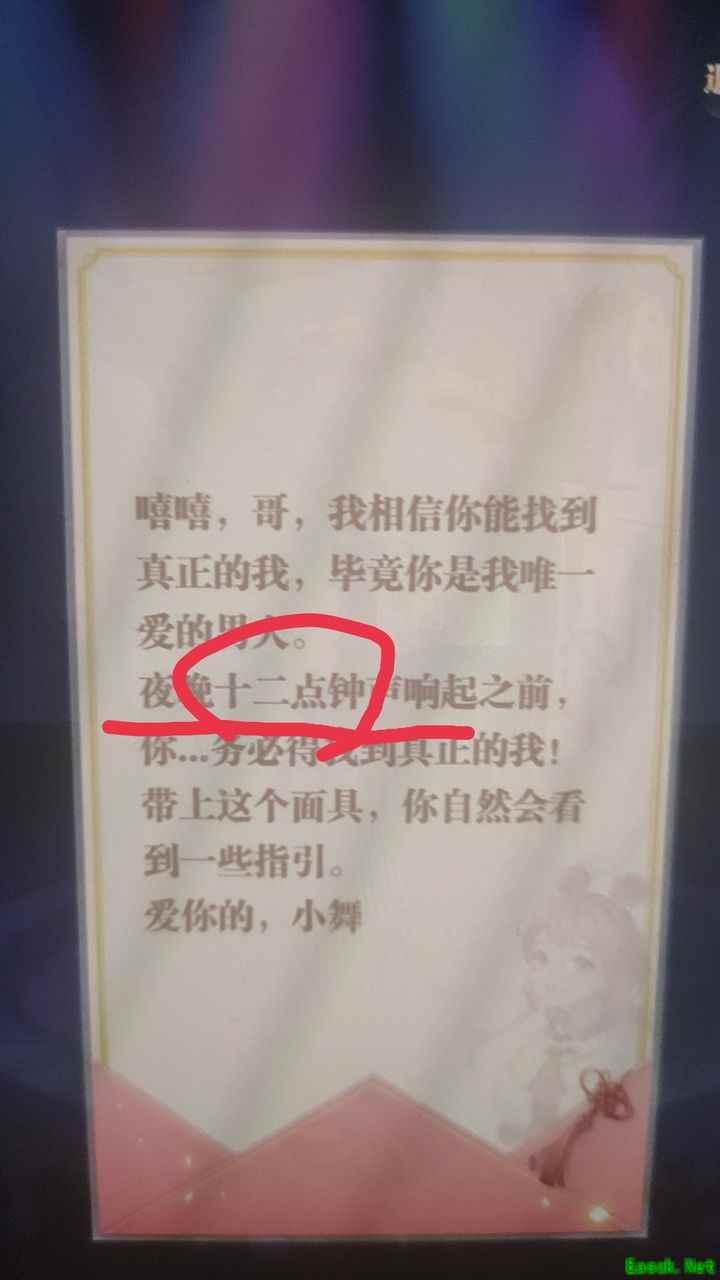 嘻嘻，哥，我相信你能找到
真正的我，毕竟你是我唯一
爱的男人。
夜晚十二点钟声响起之前，
你...务必得找到真正的我！
带上这个面具，你自然会看
到一些指引。
爱你的，小舞